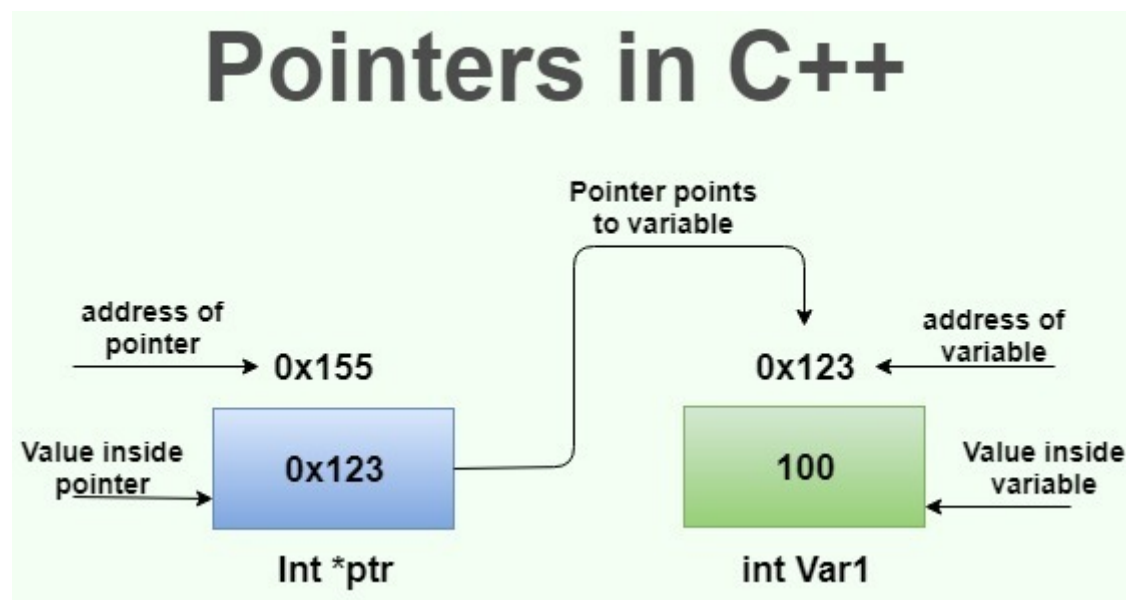 Pointers in C++
Pointer points
to variable
address of
pointer
0x155
address of
variable
0x123
Value inside
pointer
0x123
100
Value inside
variable
Int *ptr
int Var1